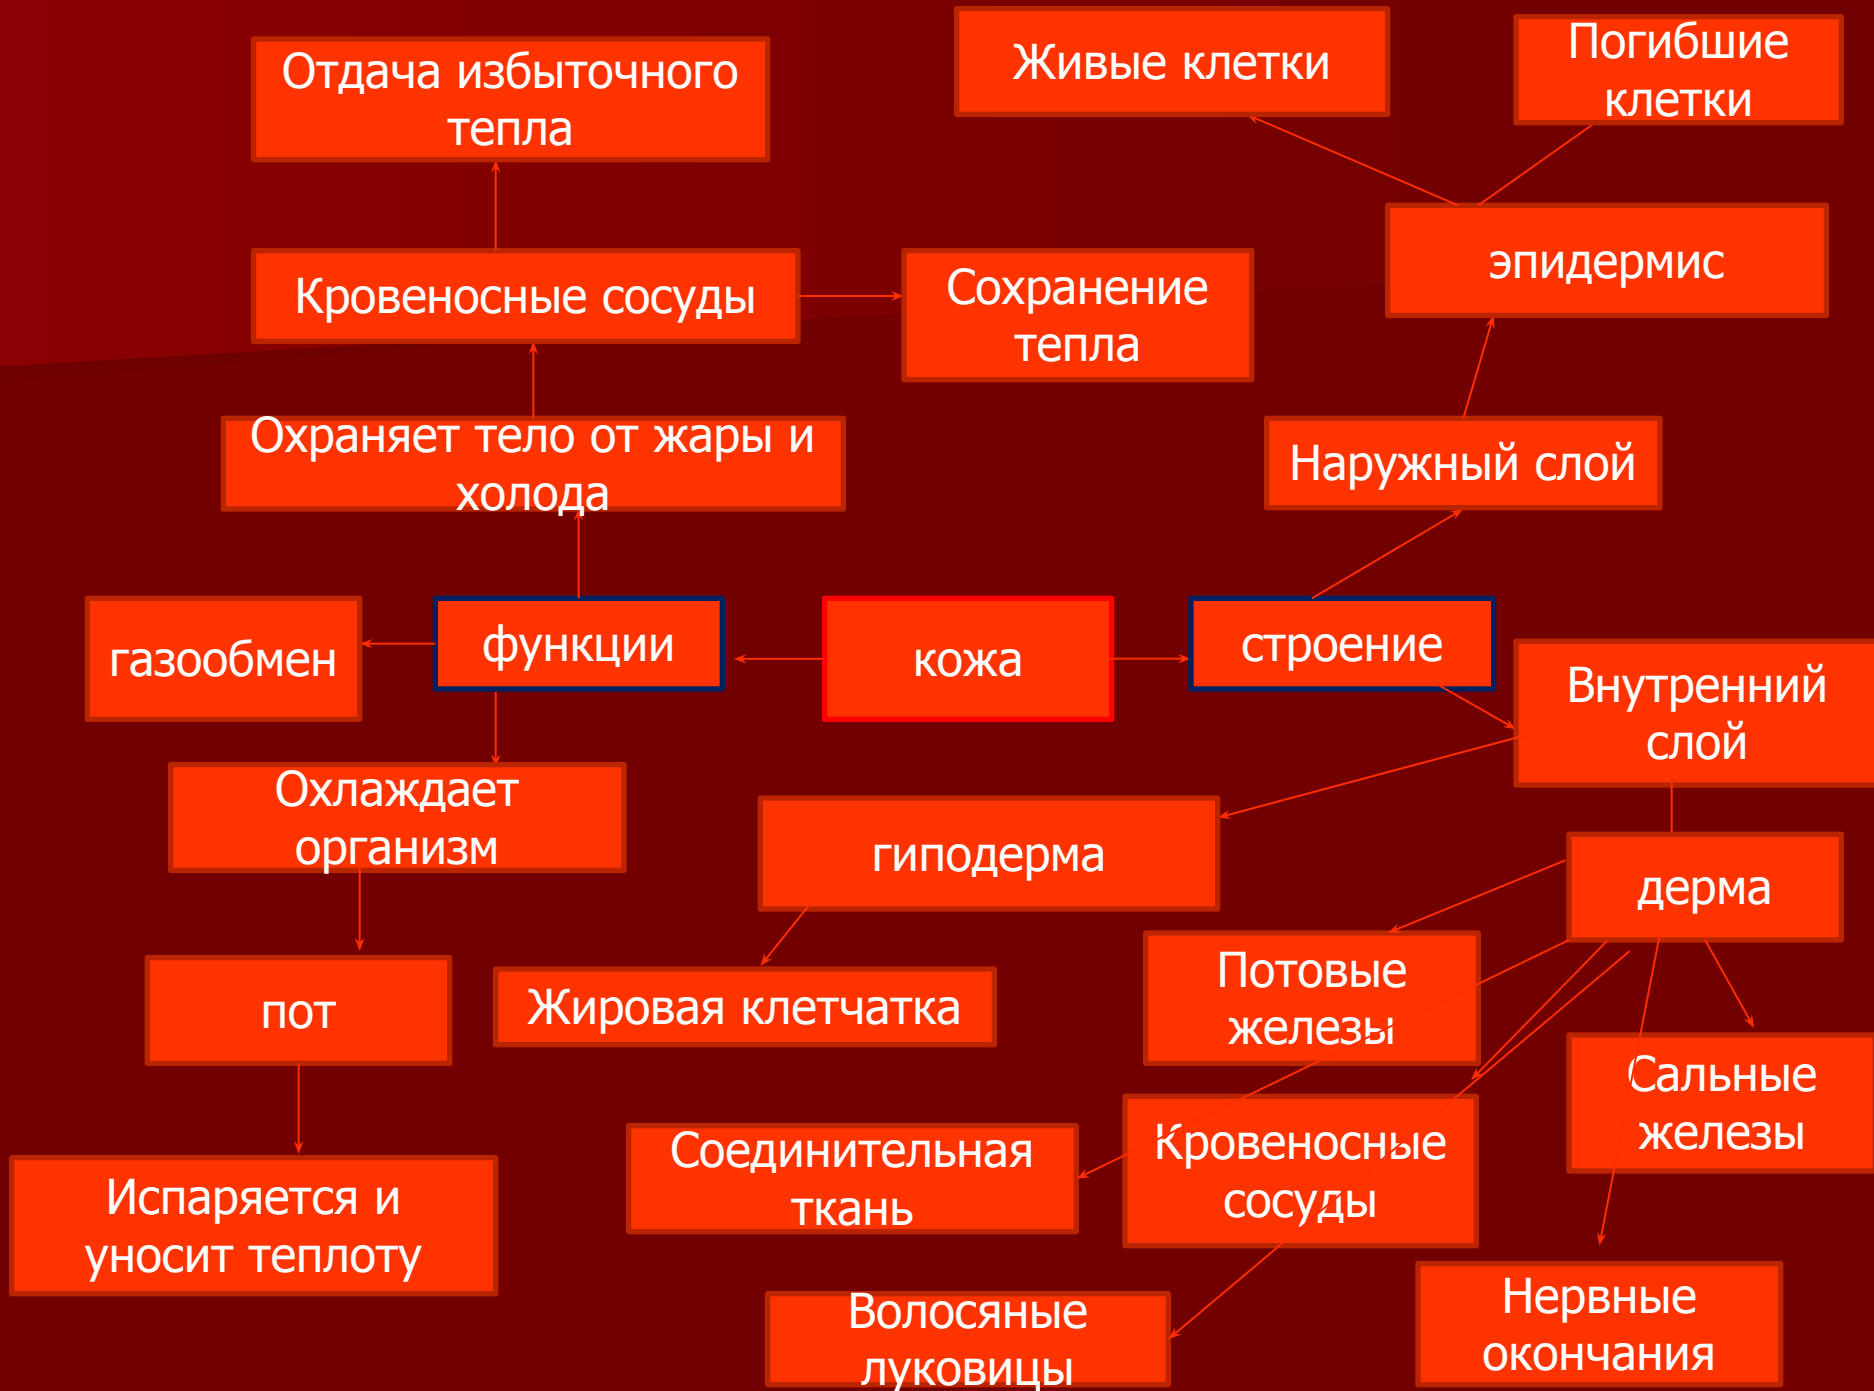 Отдача избыточного
тепла
Живые клетки
Погибшие
клетки
Кровеносные сосуды
Сохранение
тепла
эпидермис
Охраняет тело от жары и
холода
Наружный слой
газообмен
функции
кожа
строение
Внутренний
слой
Охлаждает
организм
гиподерма
дерма
пот
Жировая клетчатка
Потовые
железы
Сальные
железы
Соединительная
ткань
Кровеносные
сосуды
Испаряется и
уносит теплоту
Волосяные
луковицы
Нервные
окончания